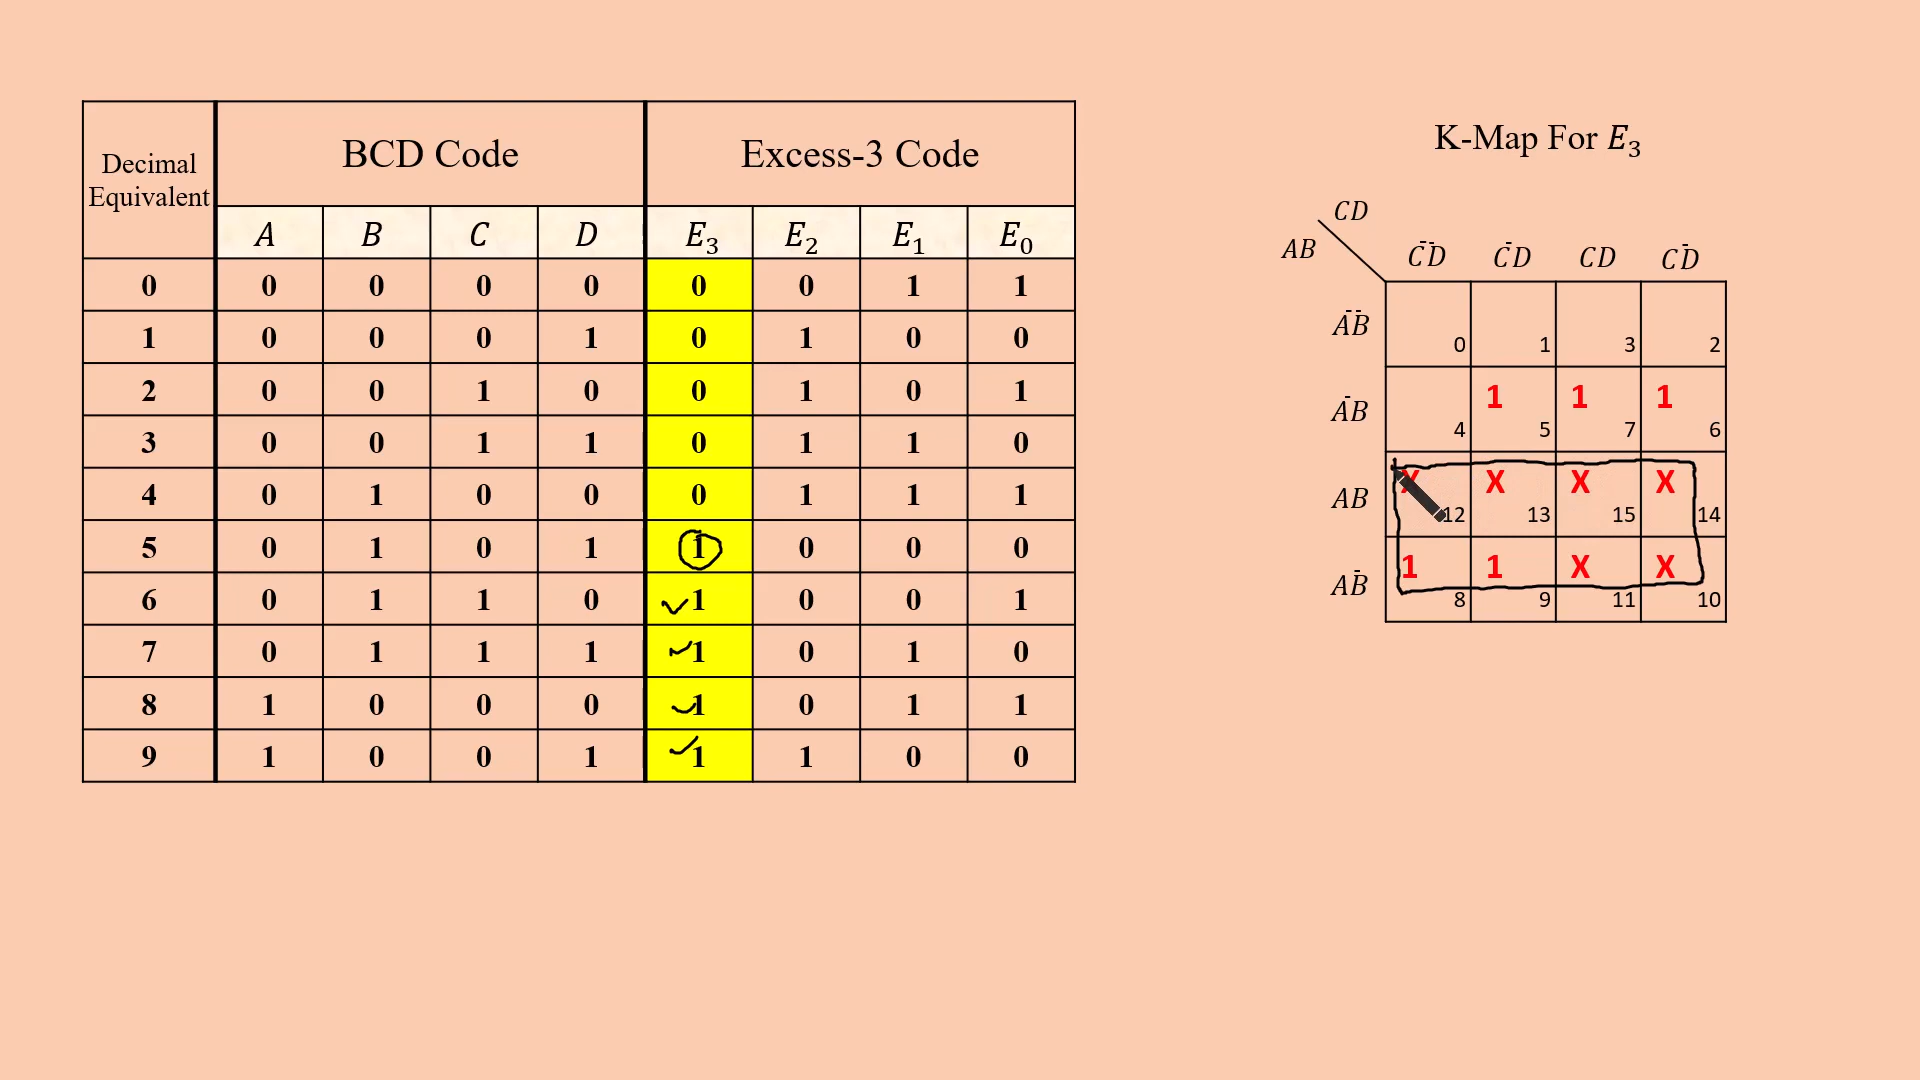 Decimal Equivalent BCD Code Excess-3 Code
A B C D E₃ E₂ E₁ E₀
0 0 0 0 0 0 0 1 1
1 0 0 0 1 0 1 0 0
2 0 0 1 0 0 1 0 1
3 0 0 1 1 0 1 1 0
4 0 1 0 0 0 1 1 1
5 0 1 0 1 1 0 0 0
6 0 1 1 0 1 0 0 1
7 0 1 1 1 1 0 1 0
8 1 0 0 0 1 0 1 1
9 1 0 0 1 1 1 0 0
K-Map For E₃
CD
AB
C̄D̄ C̄D CD CD̄
ĀB̄ 0 1 3 2
ĀB 4 1 5 1 7 1 6
AB X 12 X 13 X 15 X 14
AB̄ 1 8 1 9 X 11 X 10